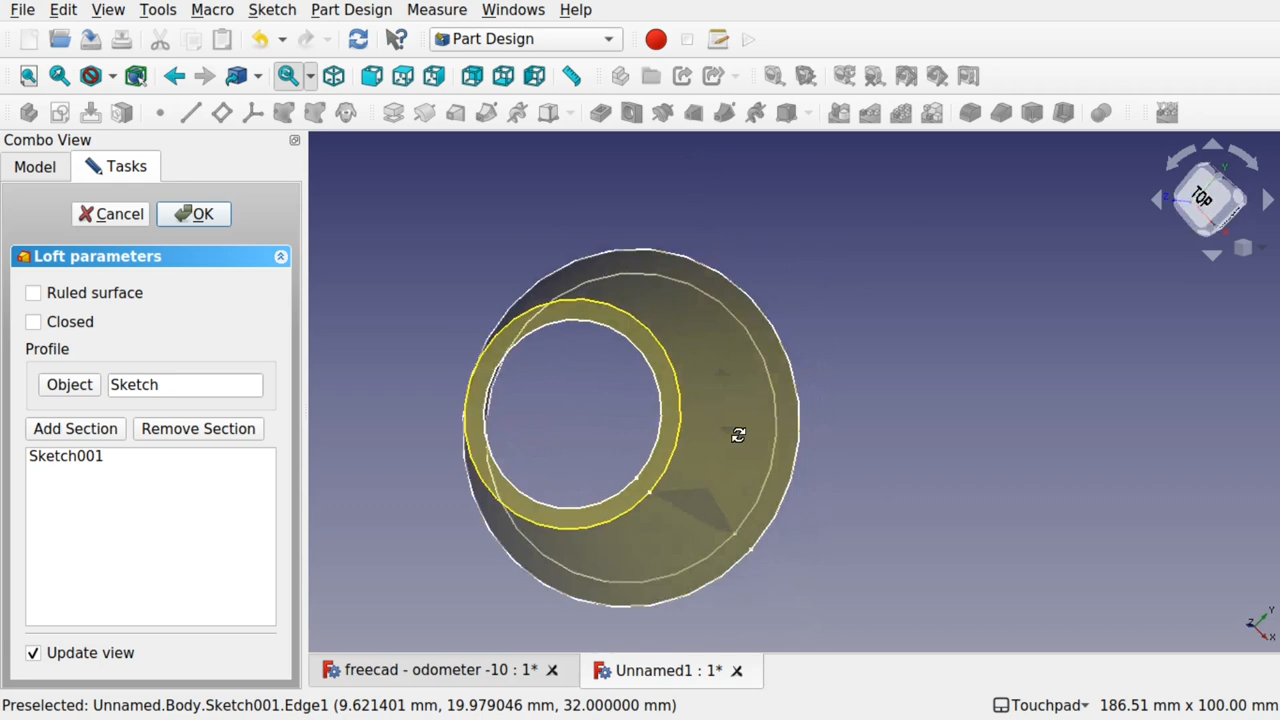 File Edit View Tools Macro Sketch Part Design Measure Windows Help
Part Design
Combo View
Model Tasks
Cancel OK
Loft parameters
Ruled surface
Closed
Profile
Object Sketch
Add Section Remove Section
Sketch001
Update view
TOP
Y
Z
X
Y
Z
X
freecad - odometer -10 : 1* Unnamed1 : 1*
Preselected: Unnamed.Body.Sketch001.Edge1 (9.621401 mm, 19.979046 mm, 32.000000 mm) Touchpad 186.51 mm x 100.00 mm